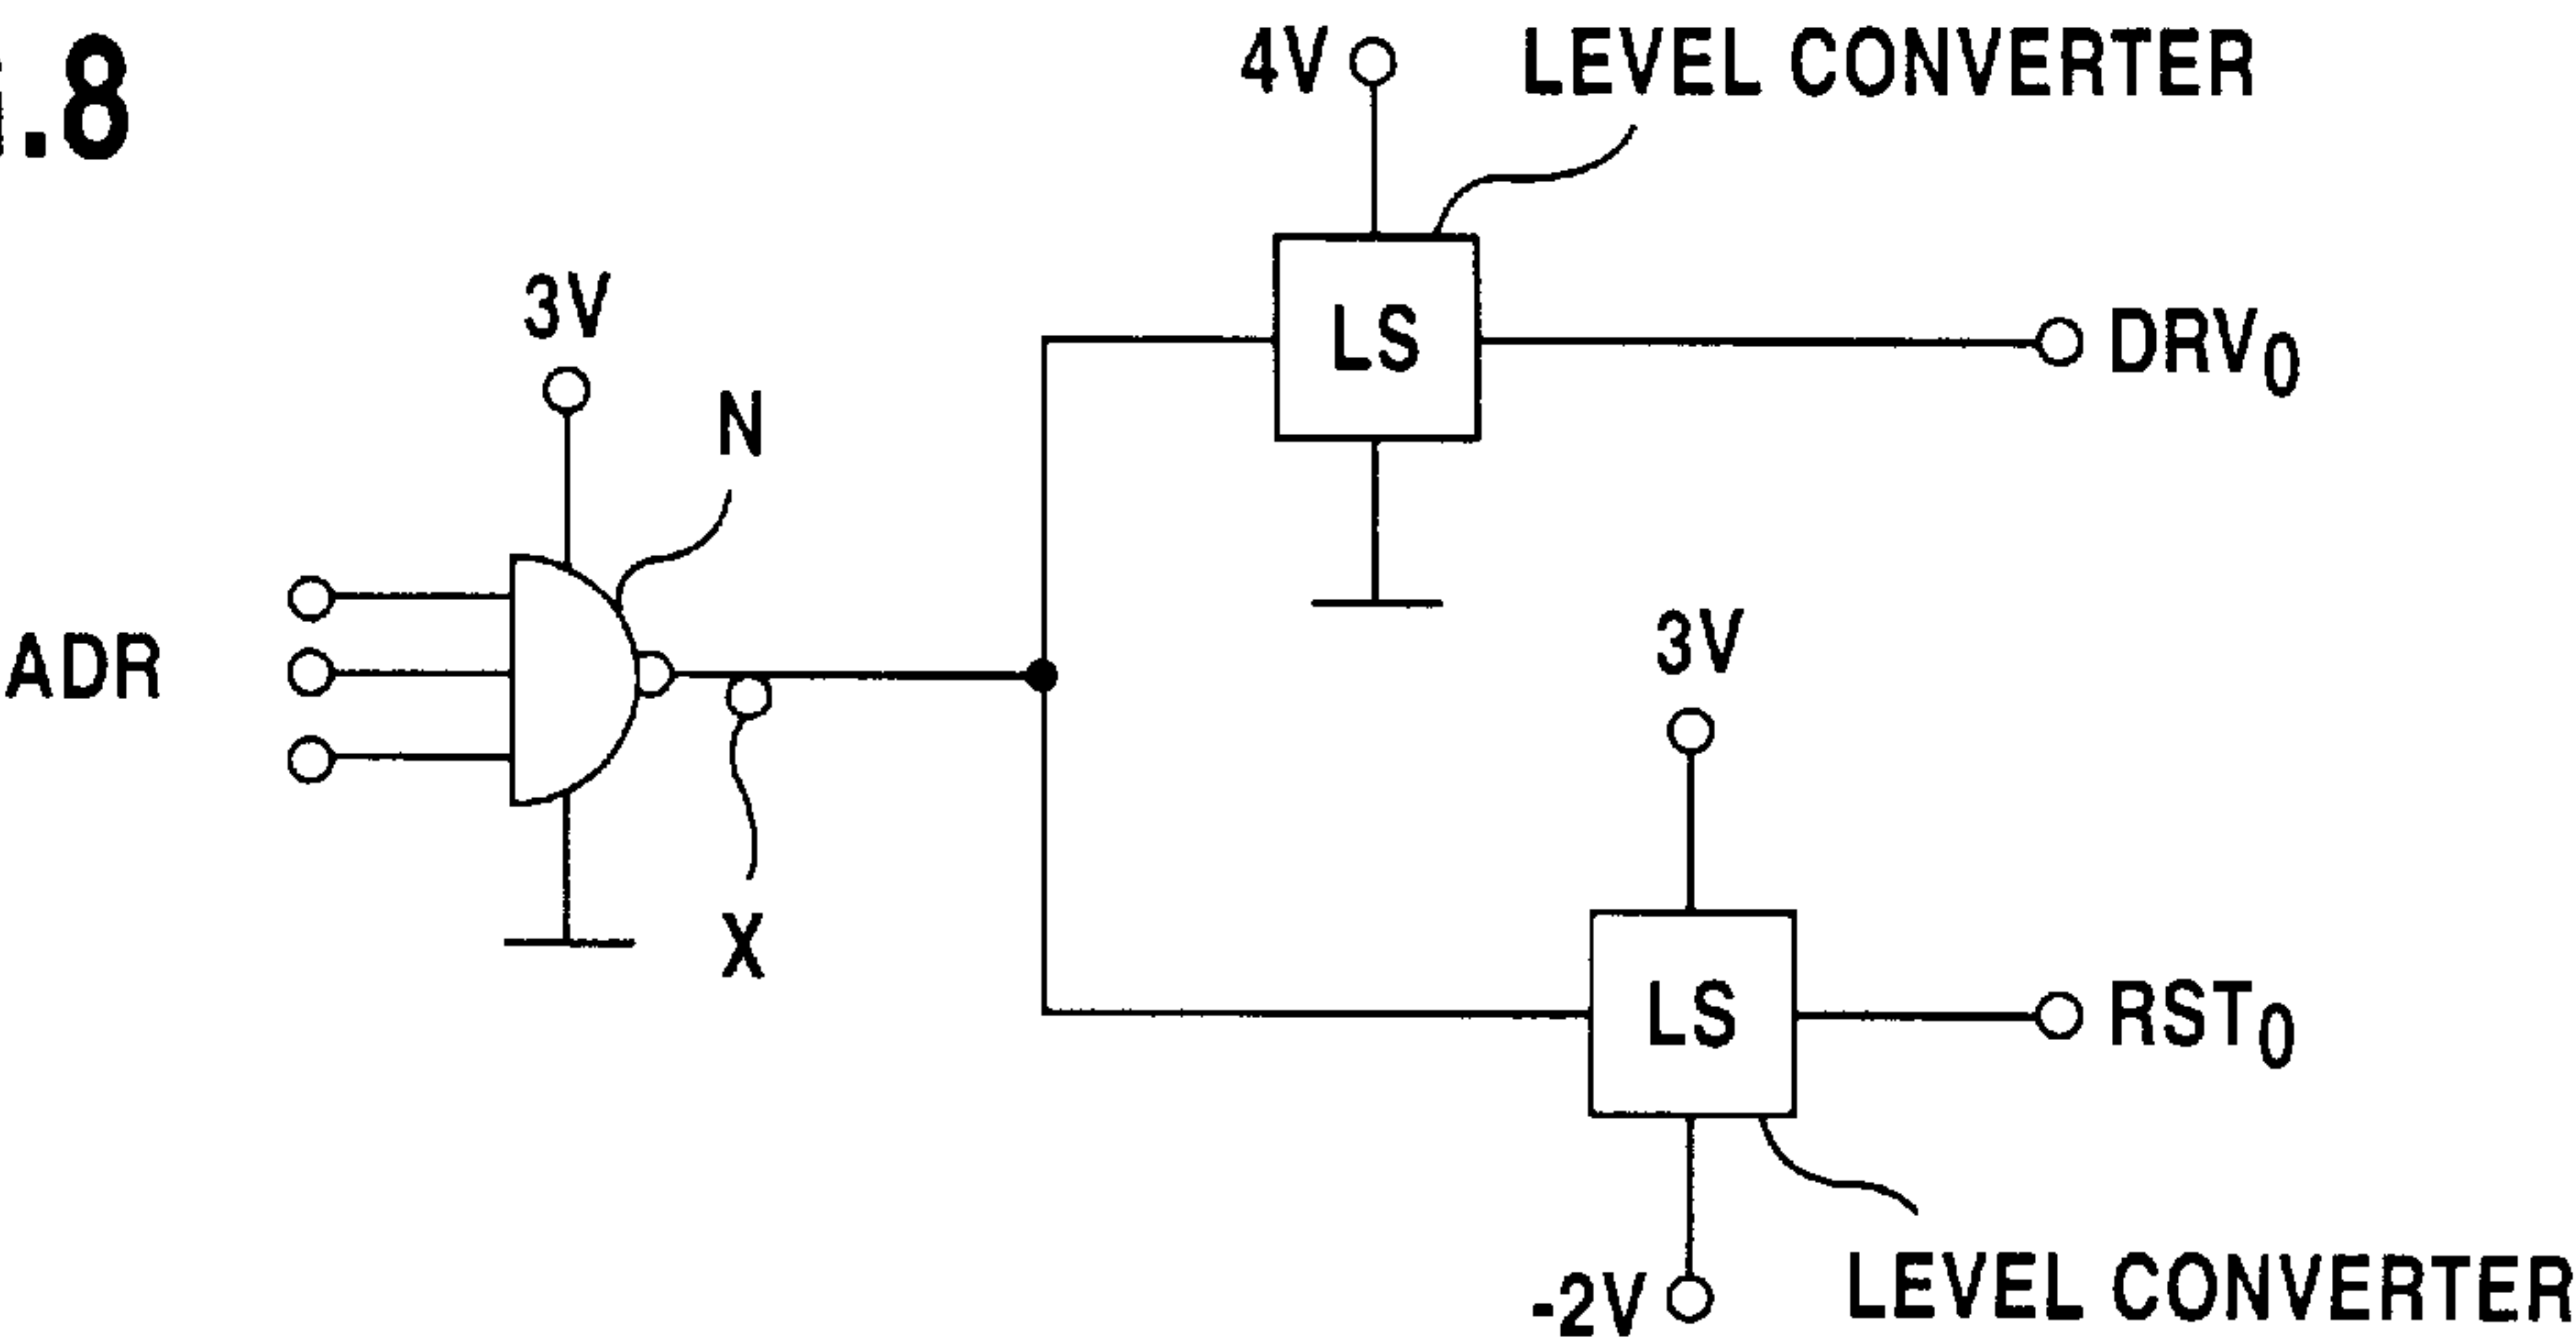 .8
4V
LEVEL CONVERTER
3V
N
LS
DRV0
ADR
X
3V
LS
RST0
-2V
LEVEL CONVERTER